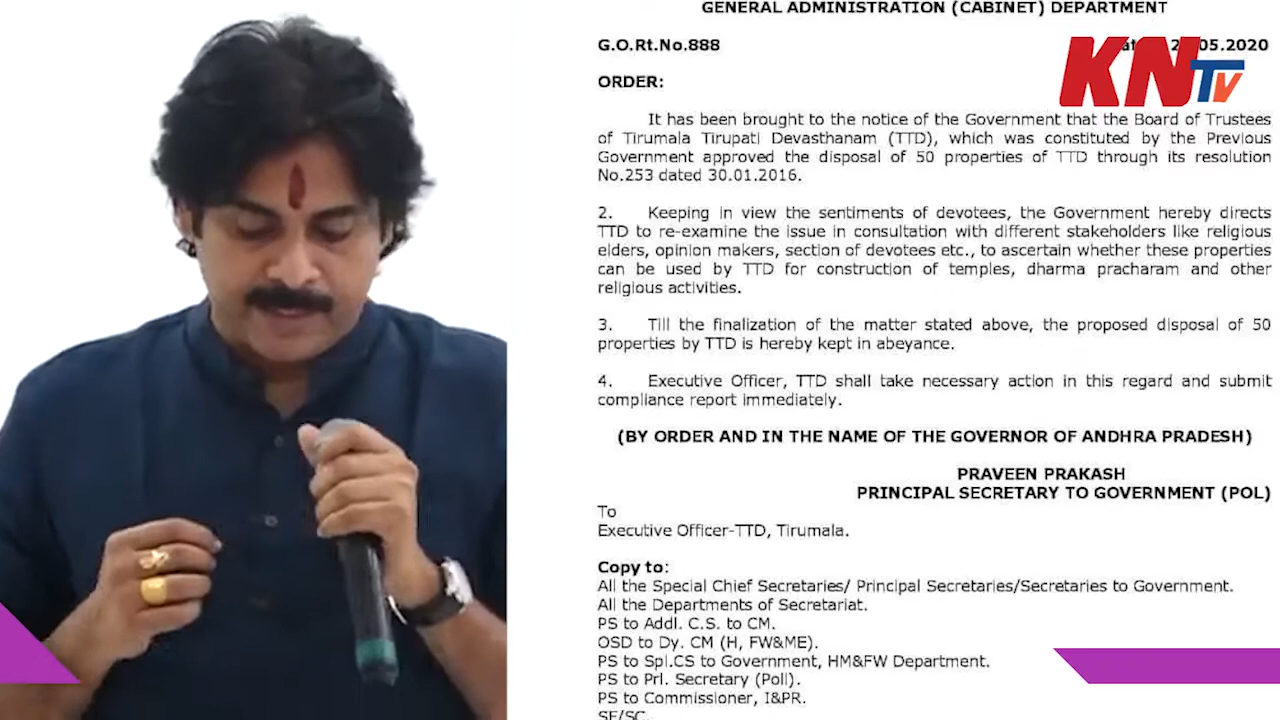 GENERAL ADMINISTRATION (CABINET) DEPARTMENT
G.O.Rt.No.888 05.2020
KNTV
ORDER:
It has been brought to the notice of the Government that the Board of Trustees
of Tirumala Tirupati Devasthanam (TTD), which was constituted by the Previous
Government approved the disposal of 50 properties of TTD through its resolution
No.253 dated 30.01.2016.
2. Keeping in view the sentiments of devotees, the Government hereby directs
TTD to re-examine the issue in consultation with different stakeholders like religious
elders, opinion makers, section of devotees etc., to ascertain whether these properties
can be used by TTD for construction of temples, dharma pracharam and other
religious activities.
3. Till the finalization of the matter stated above, the proposed disposal of 50
properties by TTD is hereby kept in abeyance.
4. Executive Officer, TTD shall take necessary action in this regard and submit
compliance report immediately.
(BY ORDER AND IN THE NAME OF THE GOVERNOR OF ANDHRA PRADESH)
PRAVEEN PRAKASH
PRINCIPAL SECRETARY TO GOVERNMENT (POL)
To
Executive Officer-TTD, Tirumala.
Copy to:
All the Special Chief Secretaries/ Principal Secretaries/Secretaries to Government.
All the Departments of Secretariat.
PS to Addl. C.S. to CM.
OSD to Dy. CM (H, FW&ME).
PS to Spl.CS to Government, HM&FW Department.
PS to Prl. Secretary (Poll).
PS to Commissioner, I&PR.
SF/SC.